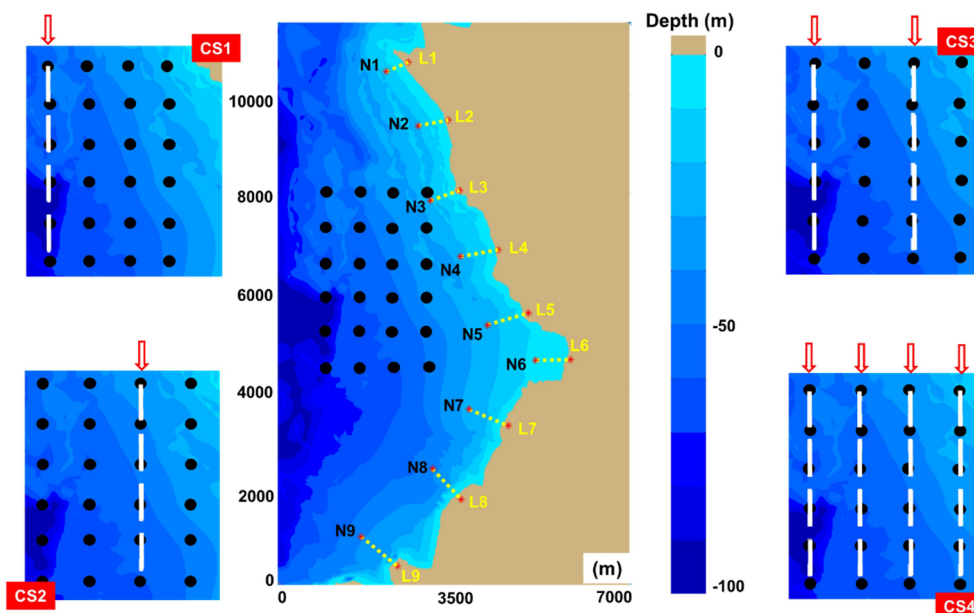 CS1
Depth (m)
CS3
N1
L1
0
10000
N2
L2
8000
N3
L3
N4
L4
6000
N5
L5
-50
N6
L6
4000
N7
L7
N8
L8
2000
N9
L9
0
(m)
-100
0
3500
7000
CS2
CS4